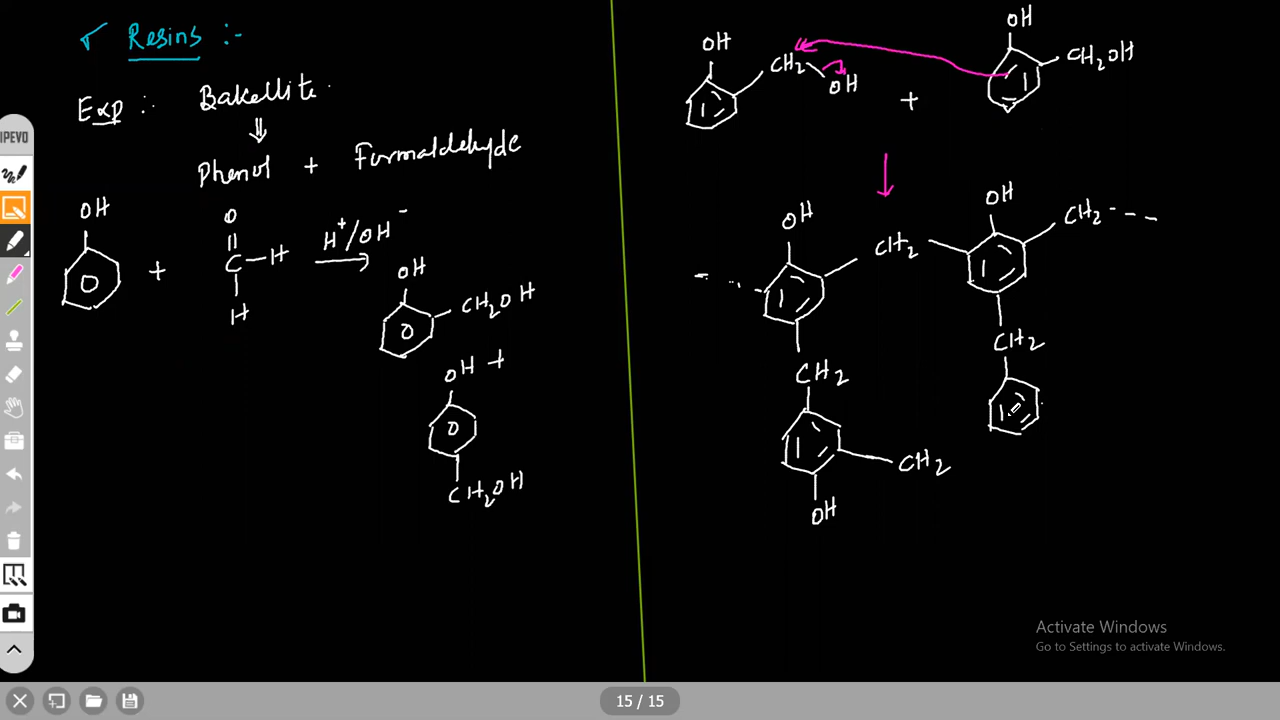 Resins :-
Exp : Bakellite
Phenol + Formaldehyde
OH
O
+
C
H
H
H+/OH-
OH
CH2OH
OH +
CH2OH
OH
CH2
OH
+
OH
CH2OH
OH
CH2
OH
CH2---
CH2
CH2
CH2
OH
IPEVO
Activate Windows
Go to Settings to activate Windows.
15 / 15